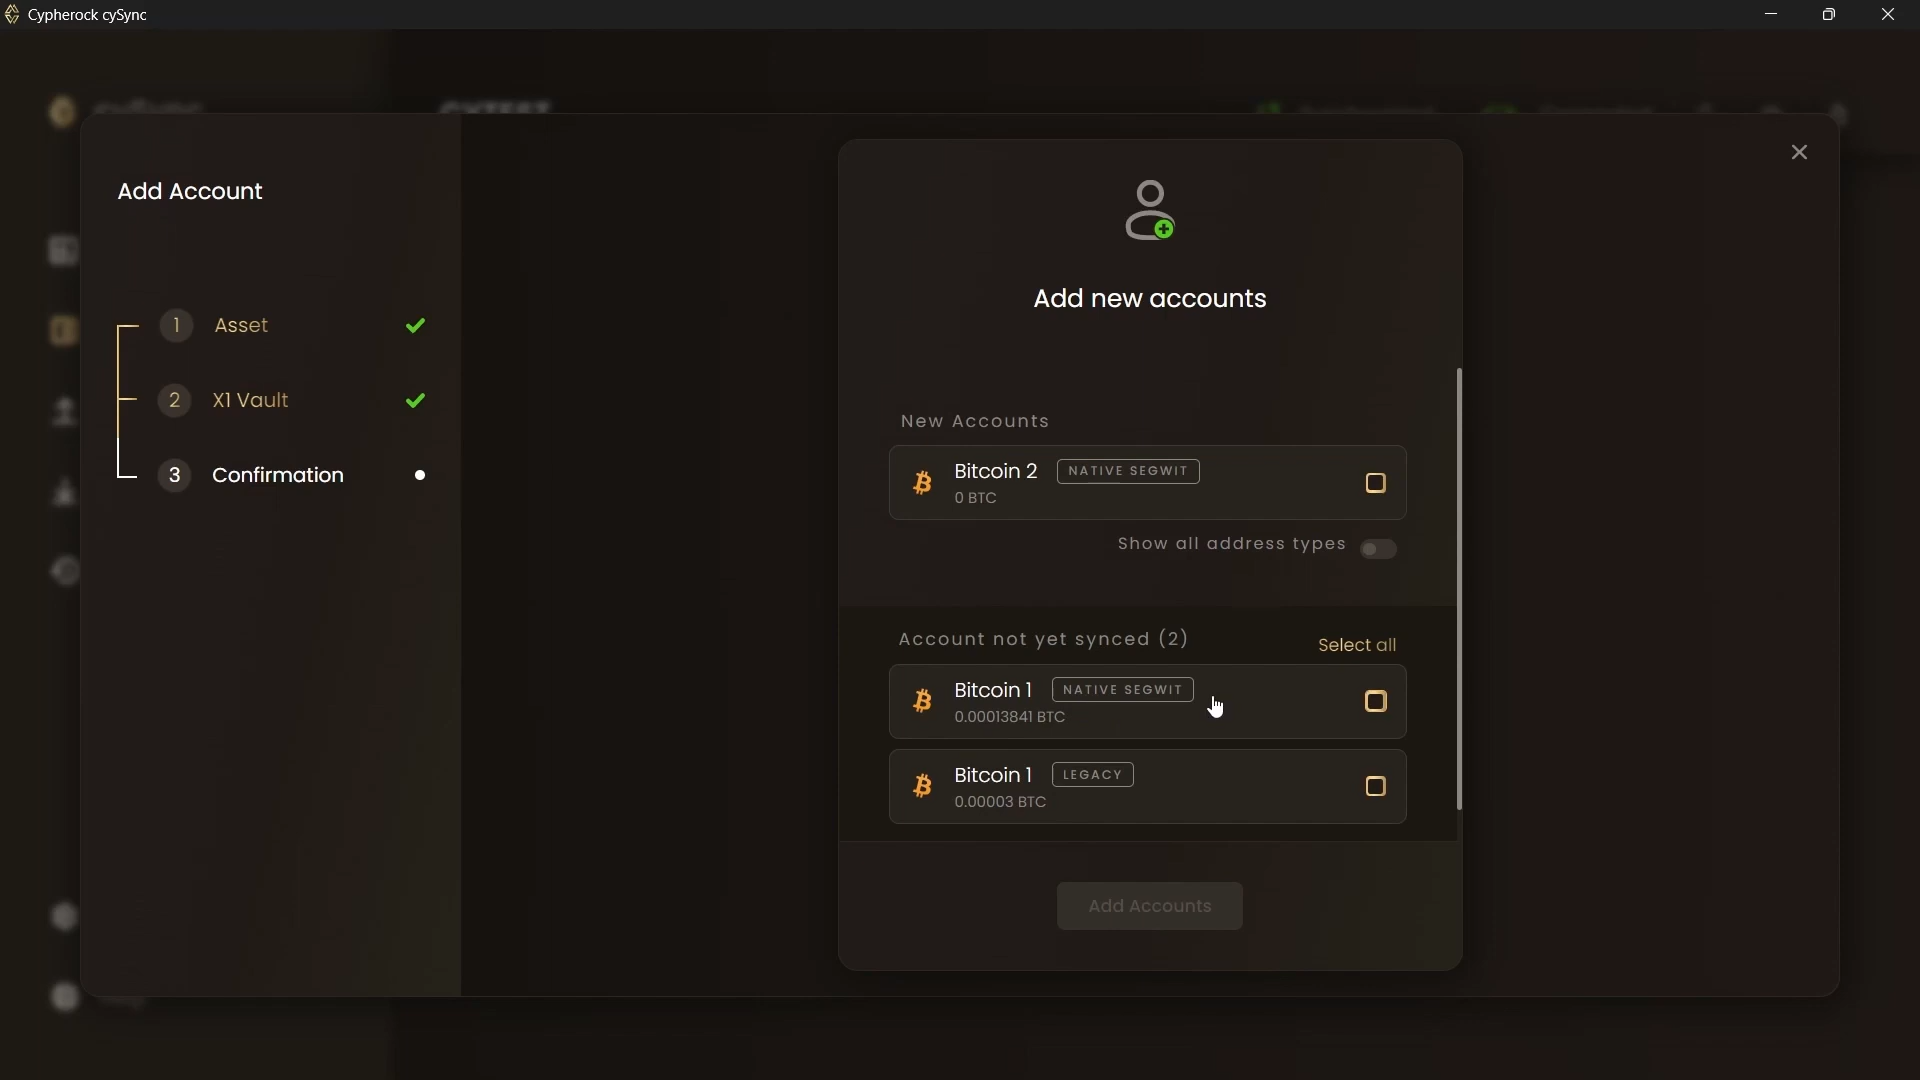 Cypherock cySync
Add Account
1 Asset
2 X1 Vault
3 Confirmation
Add new accounts
New Accounts
Bitcoin 2 NATIVE SEGWIT
0 BTC
Show all address types
Account not yet synced (2) Select all
Bitcoin 1 NATIVE SEGWIT
0.00013841 BTC
Bitcoin 1 LEGACY
0.00003 BTC
Add Accounts